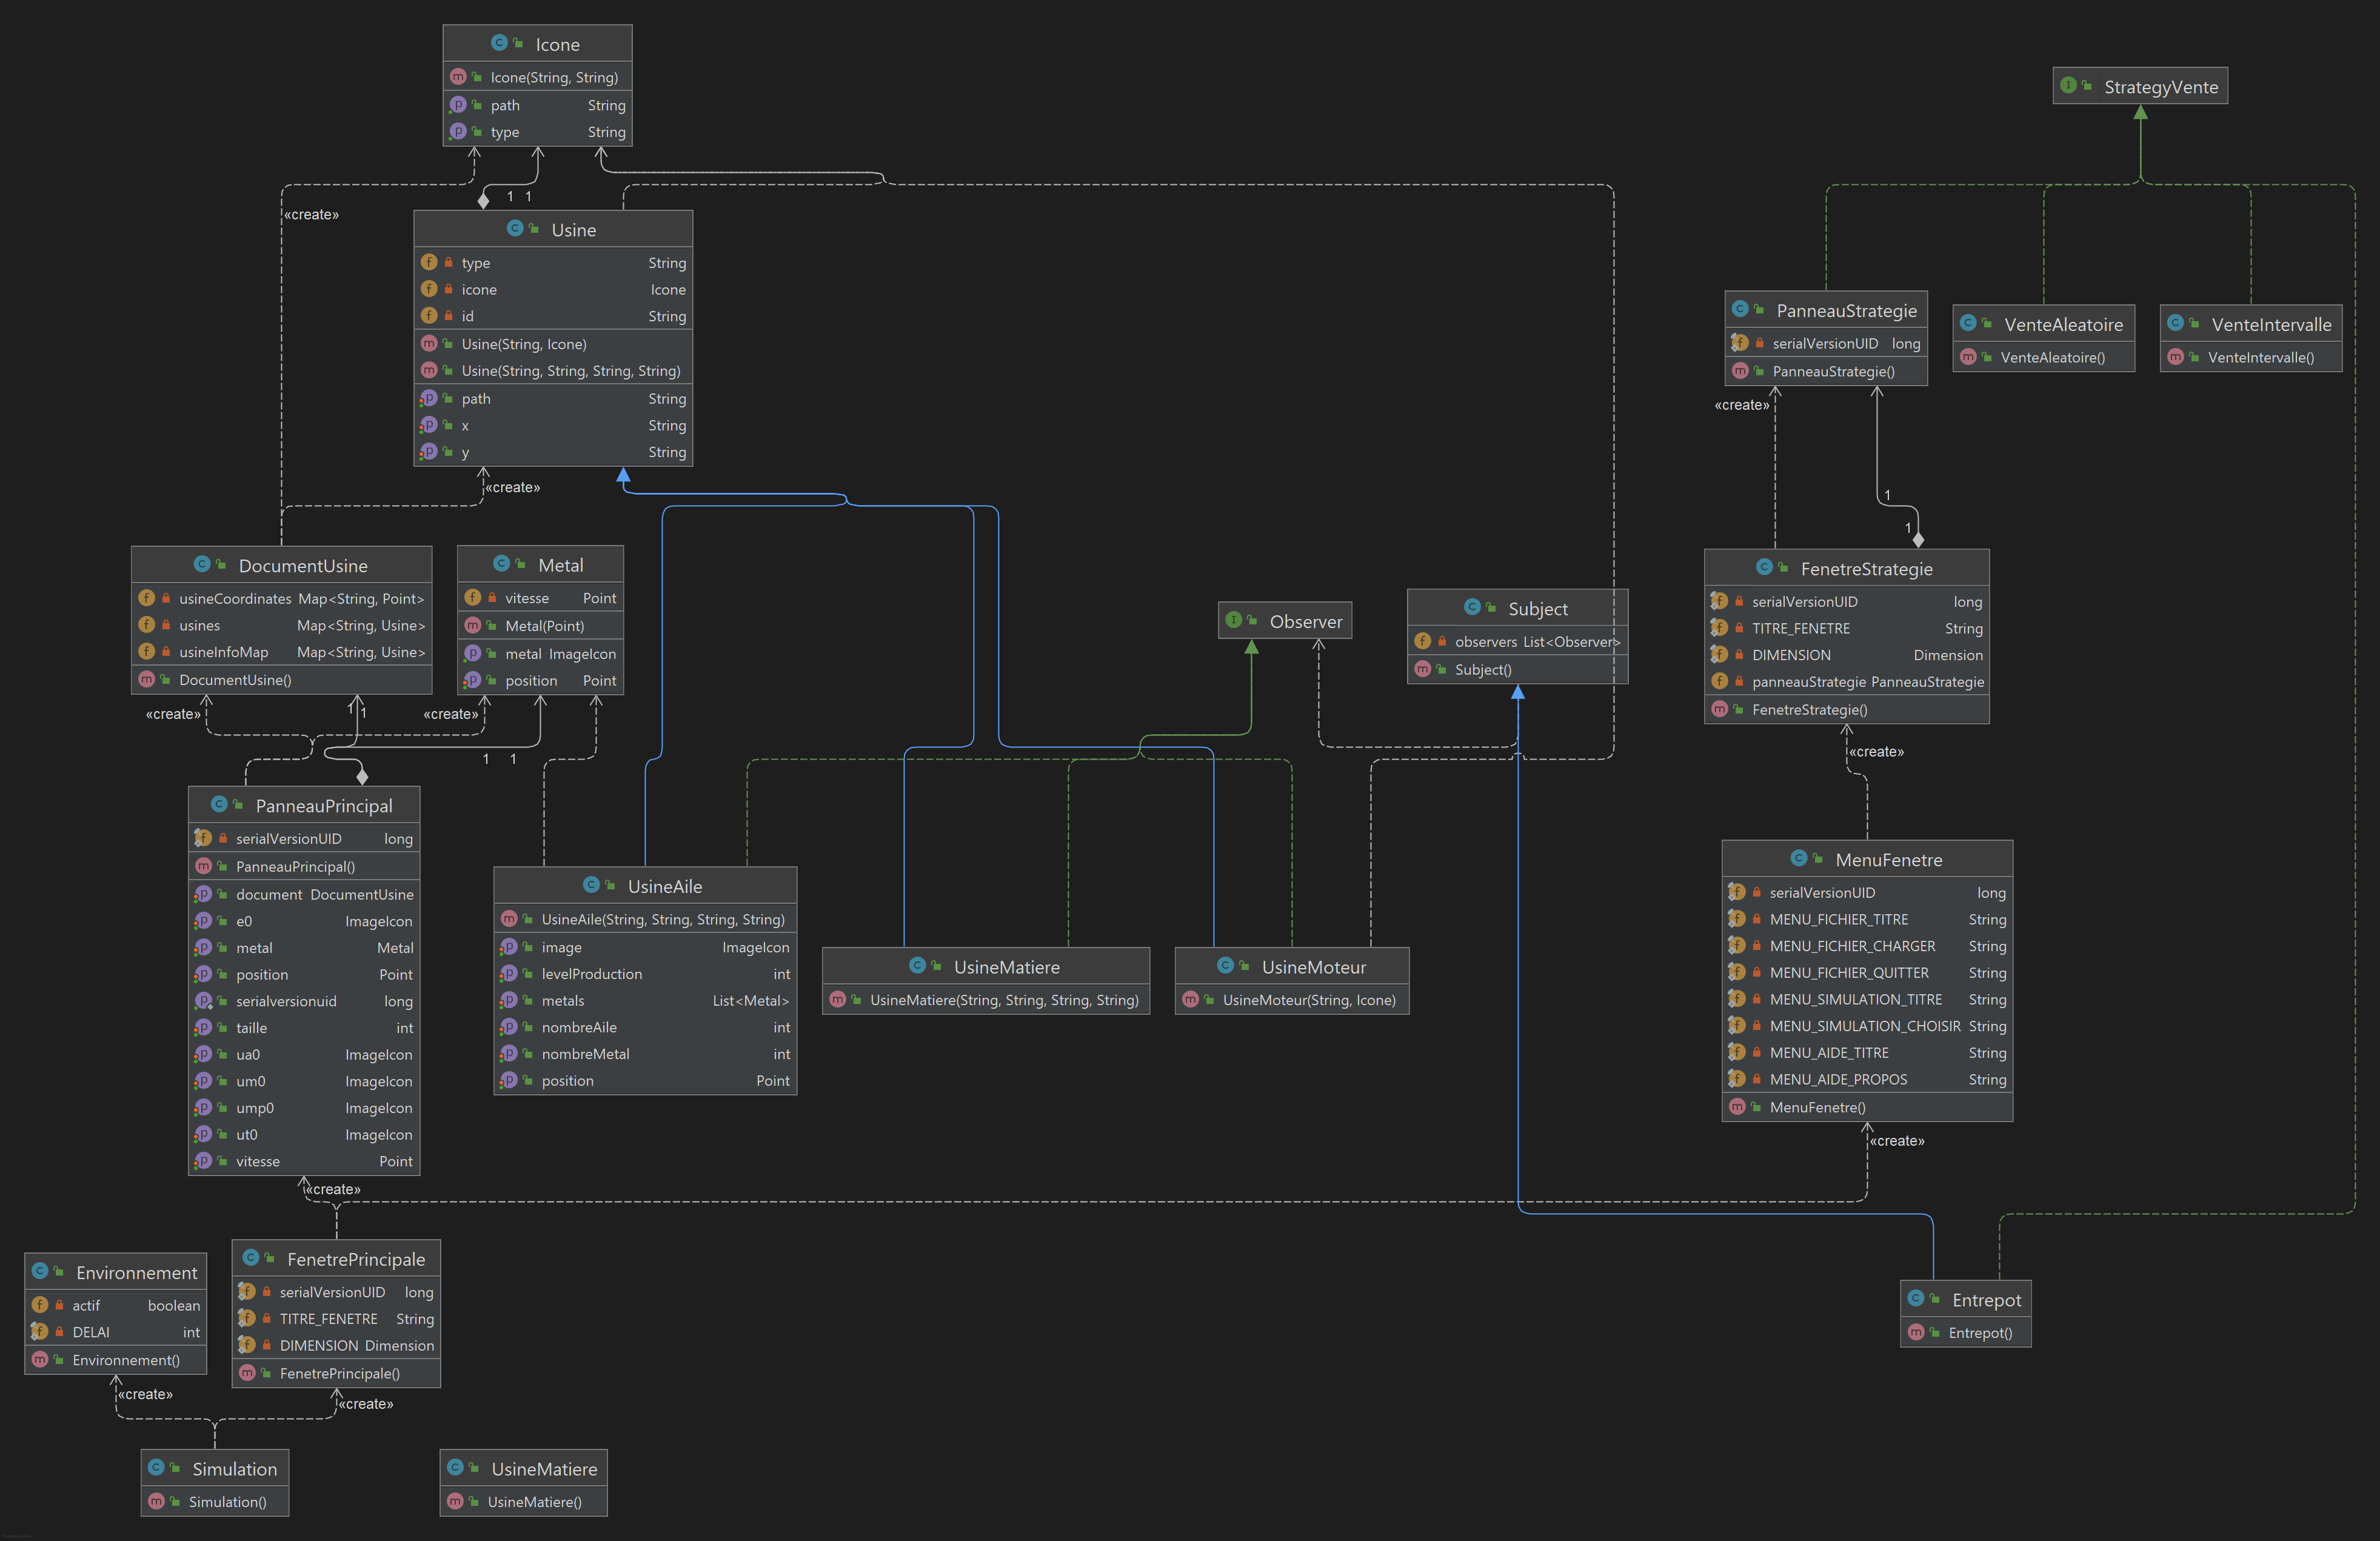 Icone
Icone(String, String)
path String
type String
StrategyVente
«create»
1 1
Usine
type String
icone Icone
id String
Usine(String, Icone)
Usine(String, String, String, String)
path String
x String
y String
«create»
PanneauStrategie
serialVersionUID long
PanneauStrategie()
VenteAleatoire
VenteAleatoire()
VenteIntervalle
VenteIntervalle()
«create»
1
1
DocumentUsine
usineCoordinates Map<String, Point>
usines Map<String, Usine>
usineInfoMap Map<String, Usine>
DocumentUsine()
Metal
vitesse Point
Metal(Point)
metal ImageIcon
position Point
Observer
Subject
observers List<Observer>
Subject()
FenetreStrategie
serialVersionUID long
TITRE_FENETRE String
DIMENSION Dimension
panneauStrategie PanneauStrategie
FenetreStrategie()
«create»
1 1
«create»
1 1
«create»
PanneauPrincipal
serialVersionUID long
PanneauPrincipal()
document DocumentUsine
e0 ImageIcon
metal Metal
position Point
serialversionuid long
taille int
ua0 ImageIcon
um0 ImageIcon
ump0 ImageIcon
ut0 ImageIcon
vitesse Point
UsineAile
UsineAile(String, String, String, String)
image ImageIcon
levelProduction int
metals List<Metal>
nombreAile int
nombreMetal int
position Point
UsineMatiere
UsineMatiere(String, String, String, String)
UsineMoteur
UsineMoteur(String, Icone)
MenuFenetre
serialVersionUID long
MENU_FICHIER_TITRE String
MENU_FICHIER_CHARGER String
MENU_FICHIER_QUITTER String
MENU_SIMULATION_TITRE String
MENU_SIMULATION_CHOISIR String
MENU_AIDE_TITRE String
MENU_AIDE_PROPOS String
MenuFenetre()
«create»
«create»
Environnement
actif boolean
DELAI int
Environnement()
FenetrePrincipale
serialVersionUID long
TITRE_FENETRE String
DIMENSION Dimension
FenetrePrincipale()
Entrepot
Entrepot()
«create»
«create»
Simulation
Simulation()
UsineMatiere
UsineMatiere()